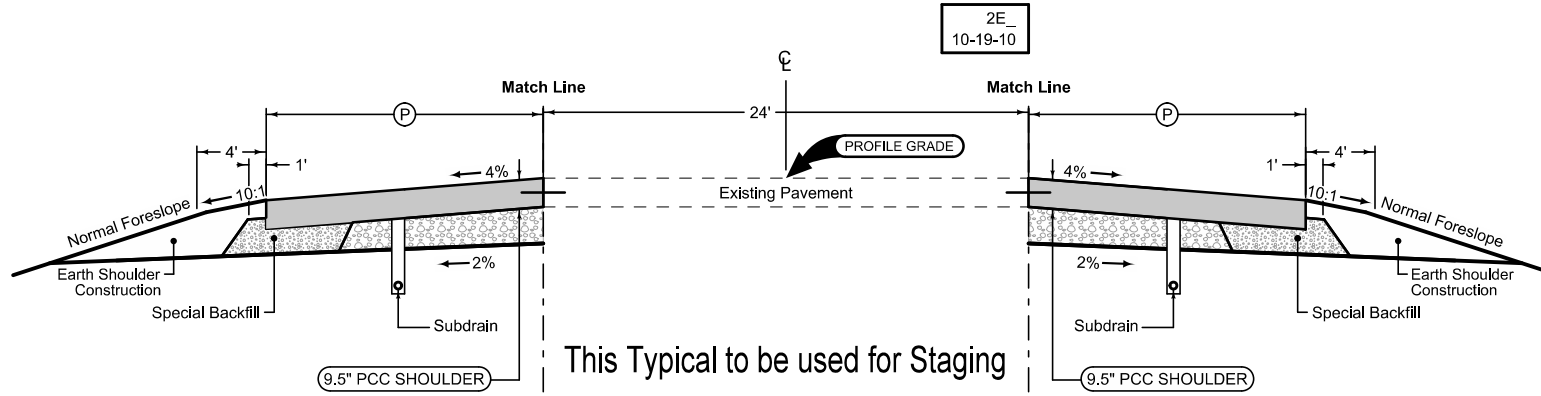 2E_
10-19-10
℄
Match Line
Match Line
P
24'
P
4'
1'
4%
PROFILE GRADE
4%
1'
4'
10:1
Existing Pavement
10:1
Normal Foreslope
Normal Foreslope
2%
2%
Earth Shoulder
Construction
Earth Shoulder
Construction
Special Backfill
Special Backfill
Subdrain
Subdrain
This Typical to be used for Staging
9.5" PCC SHOULDER
9.5" PCC SHOULDER